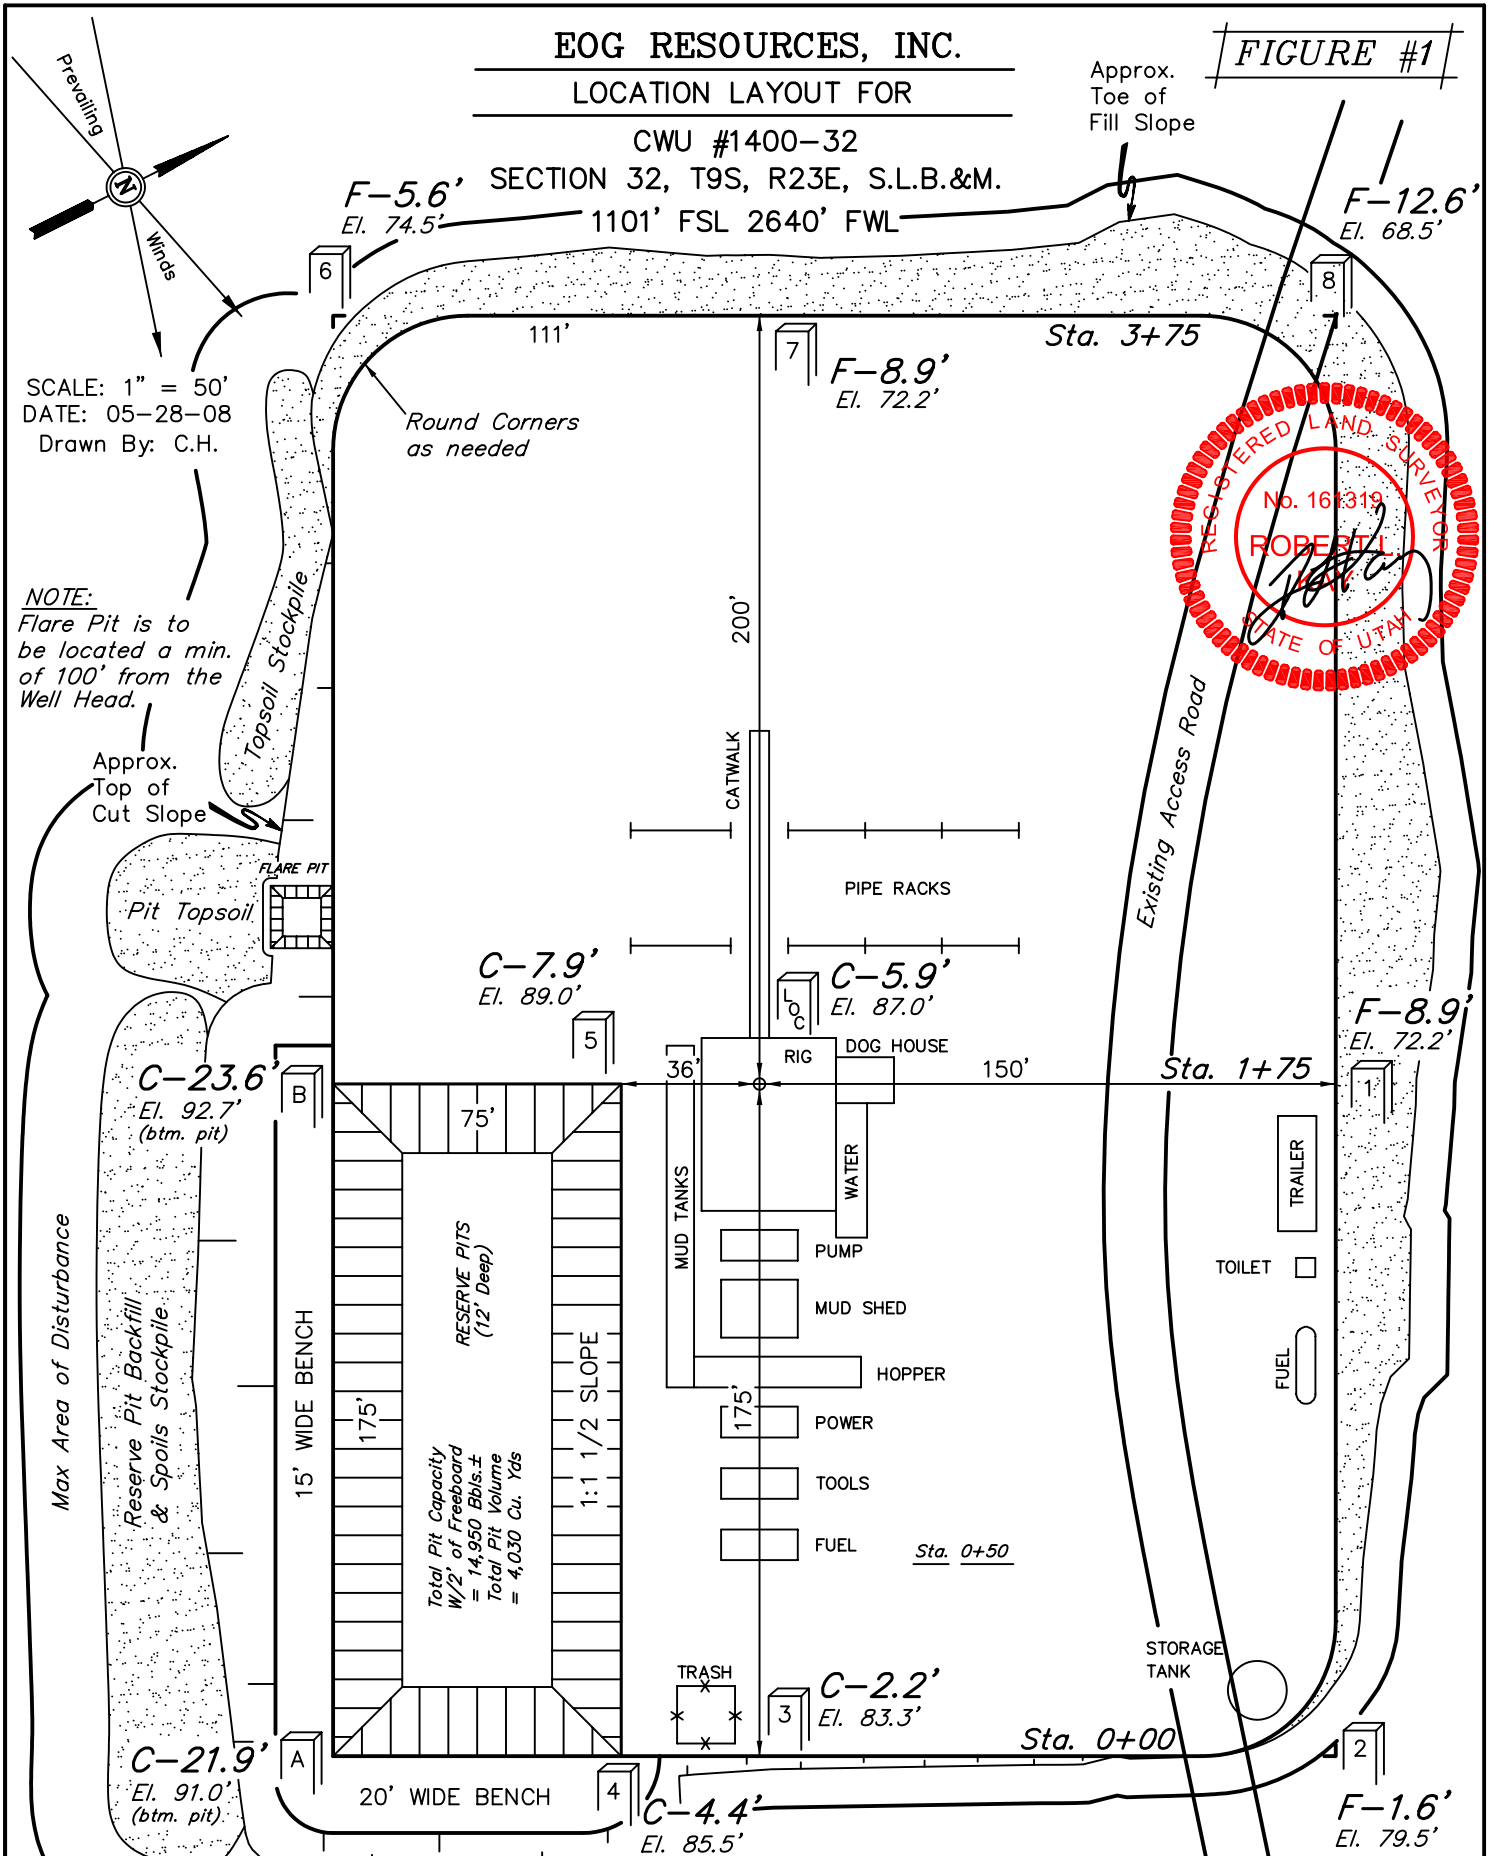 EOG RESOURCES, INC.
LOCATION LAYOUT FOR
CWU #1400-32
SECTION 32, T9S, R23E, S.L.B.&M.
1101' FSL 2640' FWL
FIGURE #1
Approx.
Toe of
Fill Slope
Prevailing
N
Winds
F-5.6'
El. 74.5'
6
F-12.6'
El. 68.5'
8
SCALE: 1" = 50'
DATE: 05-28-08
Drawn By: C.H.
111'
7
F-8.9'
El. 72.2'
Sta. 3+75
Round Corners
as needed
REGISTERED LAND SURVEYOR
No. 161319
ROBERT L.
KAY
STATE OF UTAH
NOTE:
Flare Pit is to
be located a min.
of 100' from the
Well Head.
Topsoil Stockpile
200'
Existing Access Road
Approx.
Top of
Cut Slope
CATWALK
FLARE PIT
Pit Topsoil
PIPE RACKS
C-7.9'
El. 89.0'
5
LOC
C-5.9'
El. 87.0'
F-8.9'
El. 72.2'
1
RIG
DOG HOUSE
36'
150'
Sta. 1+75
C-23.6'
El. 92.7'
(btm. pit)
B
75'
MUD TANKS
WATER
TRAILER
PUMP
TOILET
MUD SHED
HOPPER
FUEL
175'
POWER
TOOLS
FUEL
Sta. 0+50
Max Area of Disturbance
Reserve Pit Backfill
& Spoils Stockpile
15' WIDE BENCH
175'
RESERVE PITS
(12' Deep)
Total Pit Capacity
W/2' of Freeboard
= 14,950 Bbls.±
Total Pit Volume
= 4,030 Cu. Yds
1:1 1/2 SLOPE
STORAGE
TANK
TRASH
3
C-2.2'
El. 83.3'
Sta. 0+00
2
C-21.9'
El. 91.0'
(btm. pit)
A
20' WIDE BENCH
4
C-4.4'
El. 85.5'
F-1.6'
El. 79.5'